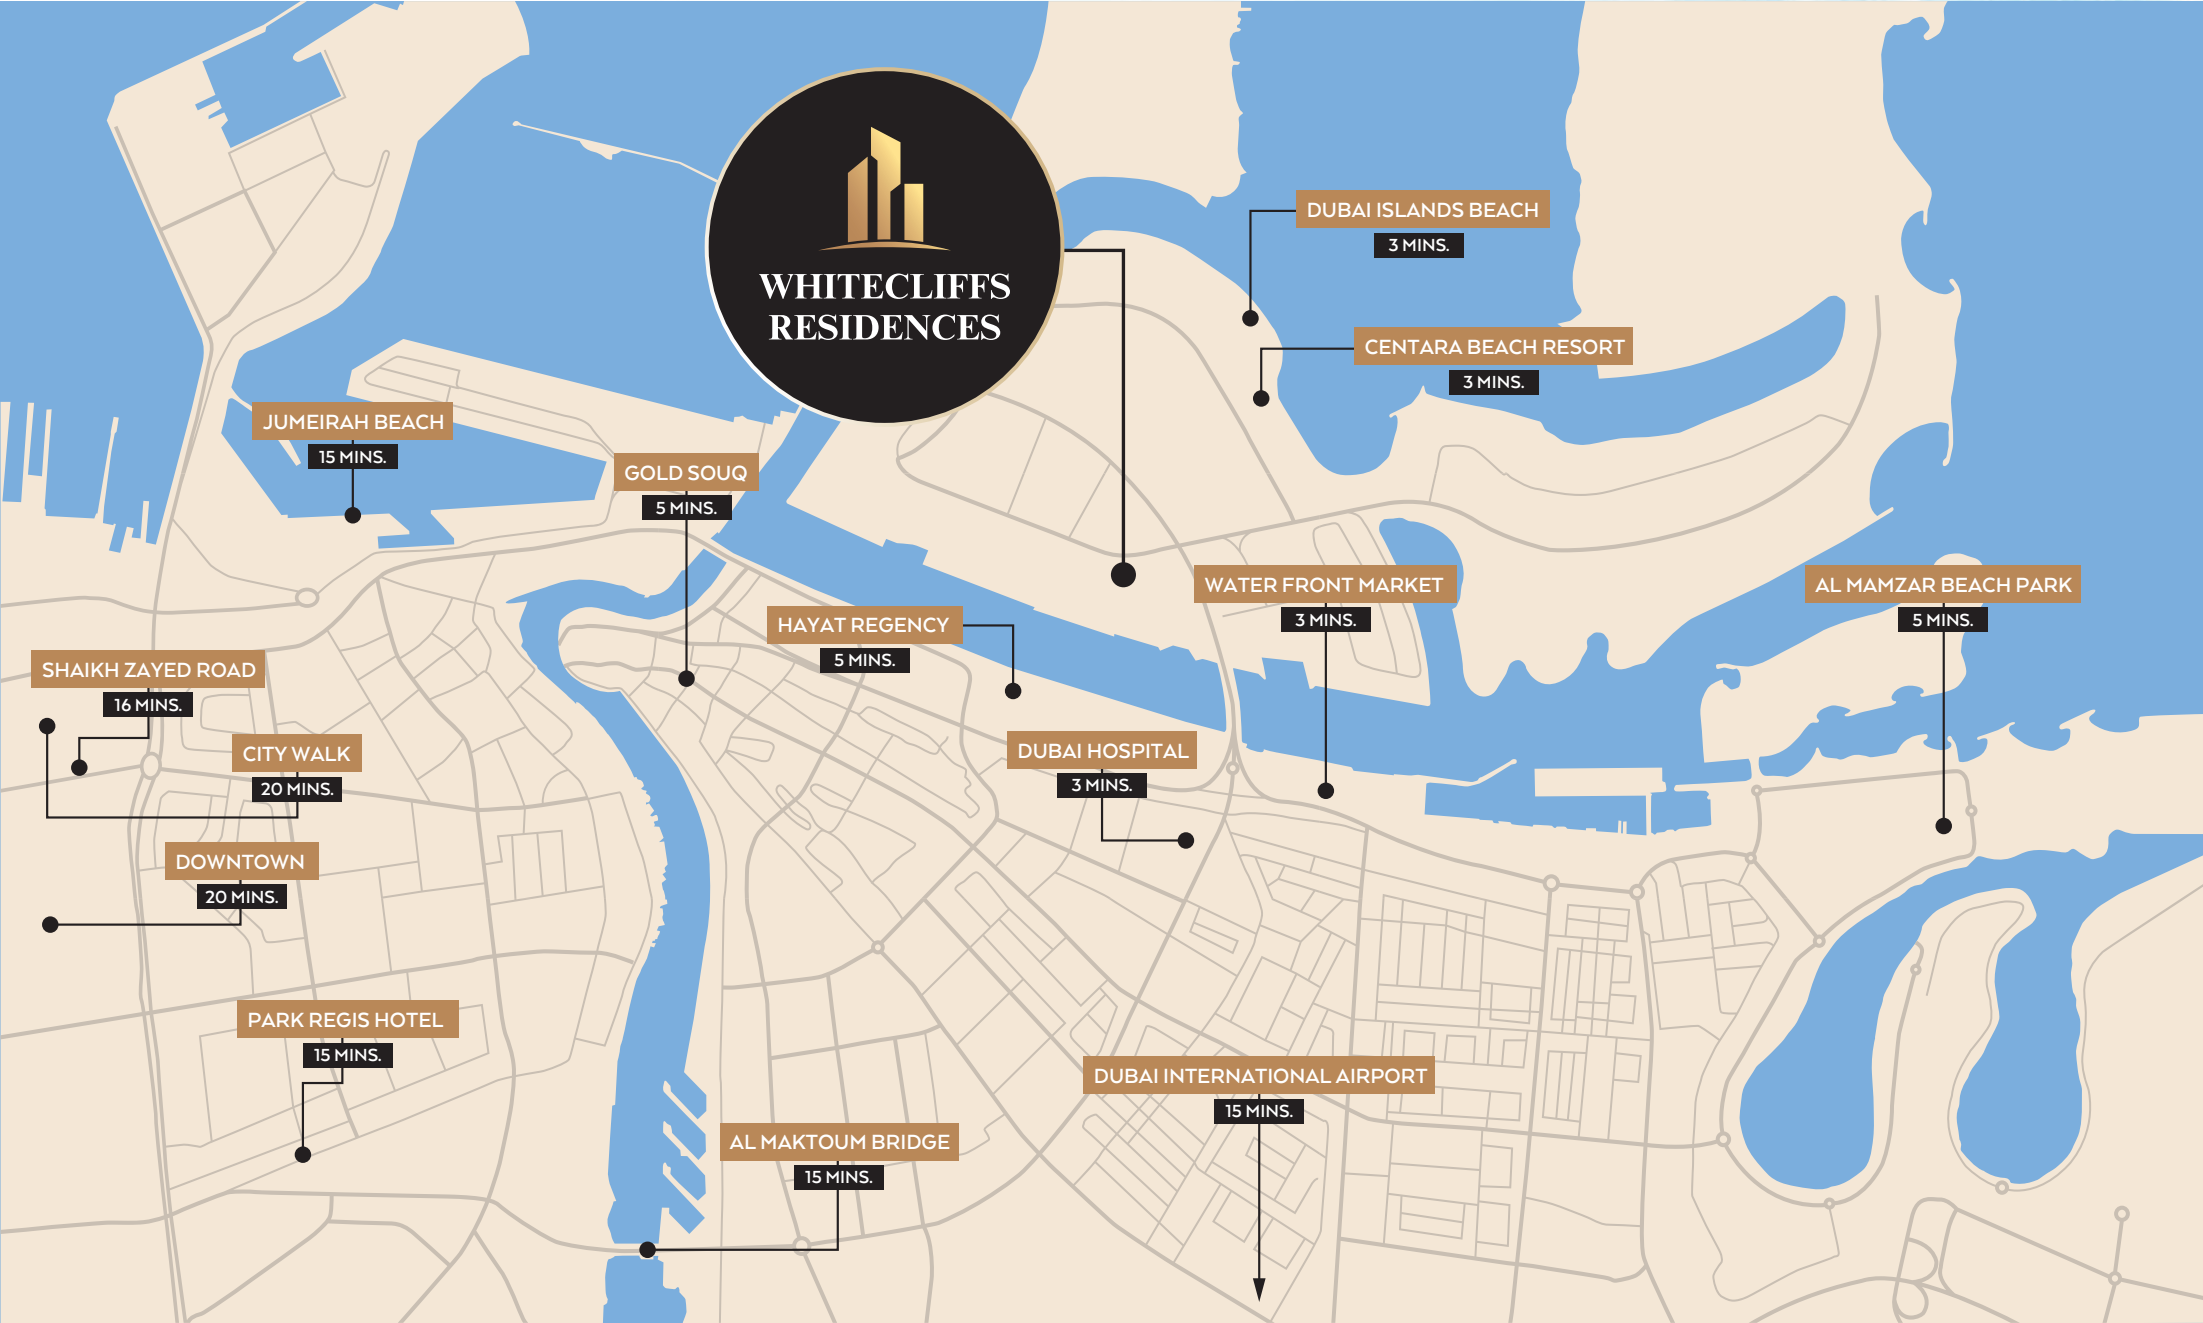 WHITECLIFFS
RESIDENCES
DUBAI ISLANDS BEACH
3 MINS.
CENTARA BEACH RESORT
3 MINS.
JUMEIRAH BEACH
15 MINS.
GOLD SOUQ
5 MINS.
WATER FRONT MARKET
3 MINS.
AL MAMZAR BEACH PARK
5 MINS.
HAYAT REGENCY
5 MINS.
SHAIKH ZAYED ROAD
16 MINS.
CITY WALK
20 MINS.
DUBAI HOSPITAL
3 MINS.
DOWNTOWN
20 MINS.
PARK REGIS HOTEL
15 MINS.
DUBAI INTERNATIONAL AIRPORT
15 MINS.
AL MAKTOUM BRIDGE
15 MINS.